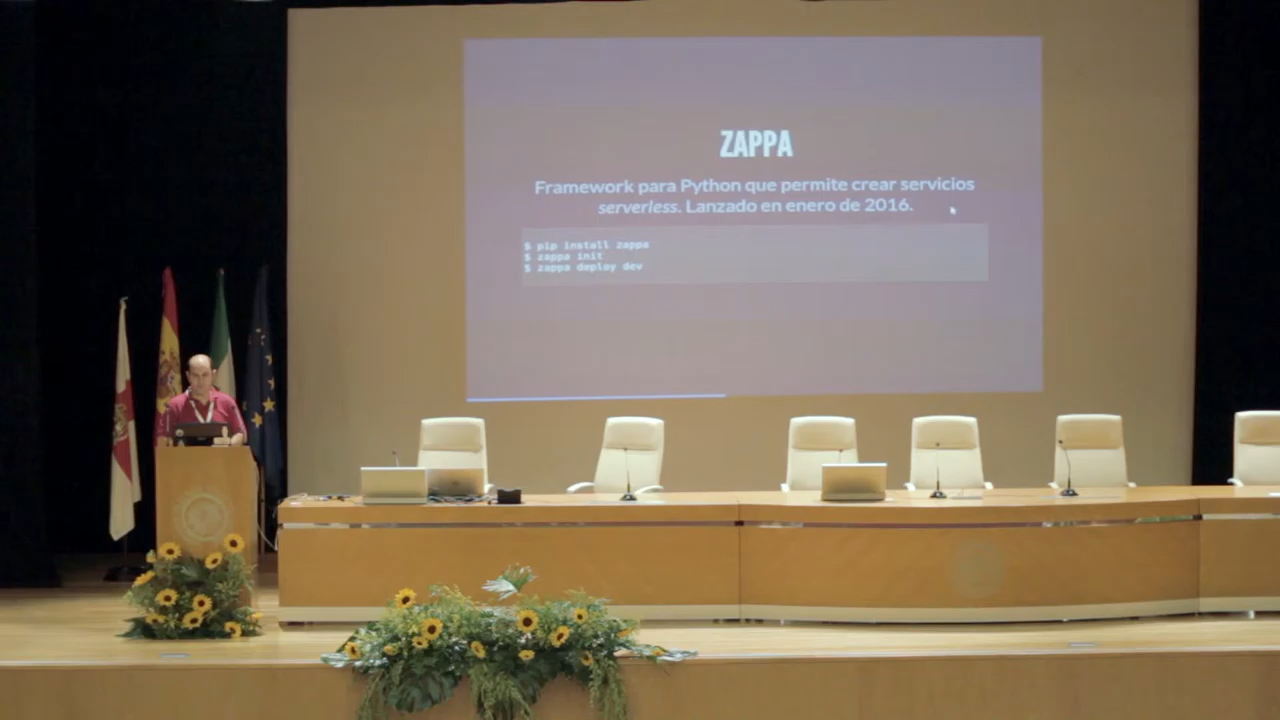 ZAPPA
Framework para Python que permite crear servicios
serverless. Lanzado en enero de 2016.
$ pip install zappa
$ zappa init
$ zappa deploy dev